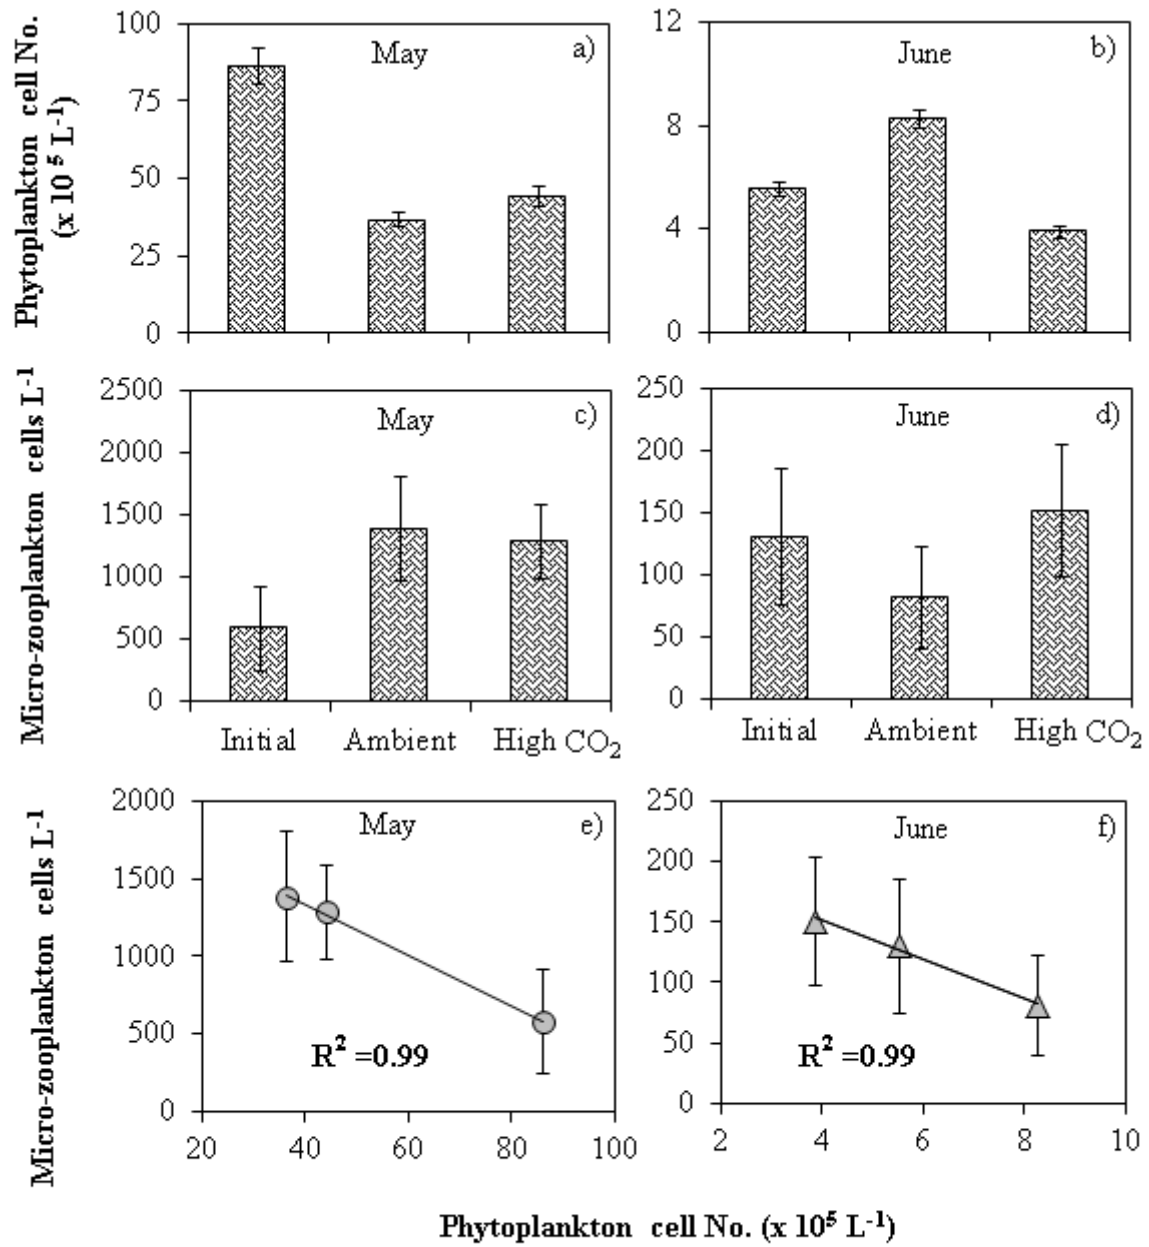 Phytoplankton cell No.
(x 10⁵ L⁻¹)
100
75
50
25
0
May
a)
12
8
4
0
June
b)
Micro-zooplankton cells L⁻¹
2500
2000
1500
1000
500
0
May
c)
Initial Ambient High CO₂
250
200
150
100
50
0
June
d)
Initial Ambient High CO₂
Micro-zooplankton cells L⁻¹
2000
1500
1000
500
0
May
e)
R² =0.99
20 40 60 80 100
250
200
150
100
50
0
June
f)
R² =0.99
2 4 6 8 10
Phytoplankton cell No. (x 10⁵ L⁻¹)